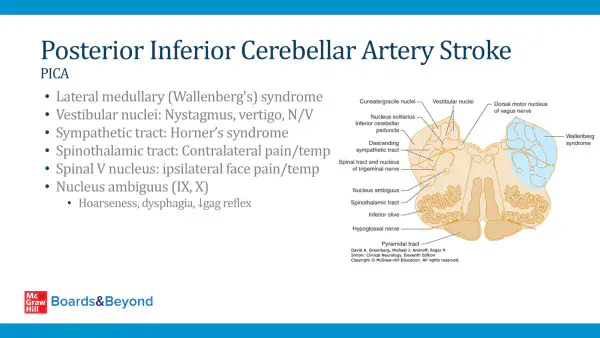 Posterior Inferior Cerebellar Artery Stroke
PICA
• Lateral medullary (Wallenberg's) syndrome
• Vestibular nuclei: Nystagmus, vertigo, N/V
• Sympathetic tract: Horner's syndrome
• Spinothalamic tract: Contralateral pain/temp
• Spinal V nucleus: ipsilateral face pain/temp
• Nucleus ambiguus (IX, X)
• Hoarseness, dysphagia, ↓gag reflex
Cuneate/gracile nuclei
Vestibular nuclei
Nucleus solitarius
Inferior cerebellar
peduncle
Descending
sympathetic tract
Spinal tract and nucleus
of trigeminal nerve
Nucleus ambiguus
Spinothalamic tract
Inferior olive
Hypoglossal nerve
Pyramidal tract
Dorsal motor nucleus
of vagus nerve
Wallenberg
syndrome
David A. Greenberg, Michael J. Aminoff, Roger P.
Simon: Clinical Neurology, Eleventh Edition
Copyright © McGraw-Hill Education. All rights reserved.
Mc
Graw
Hill
Boards&Beyond